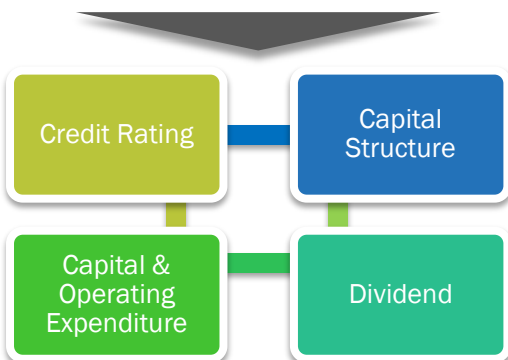 Credit Rating
Capital
Structure
Capital &
Operating
Expenditure
Dividend